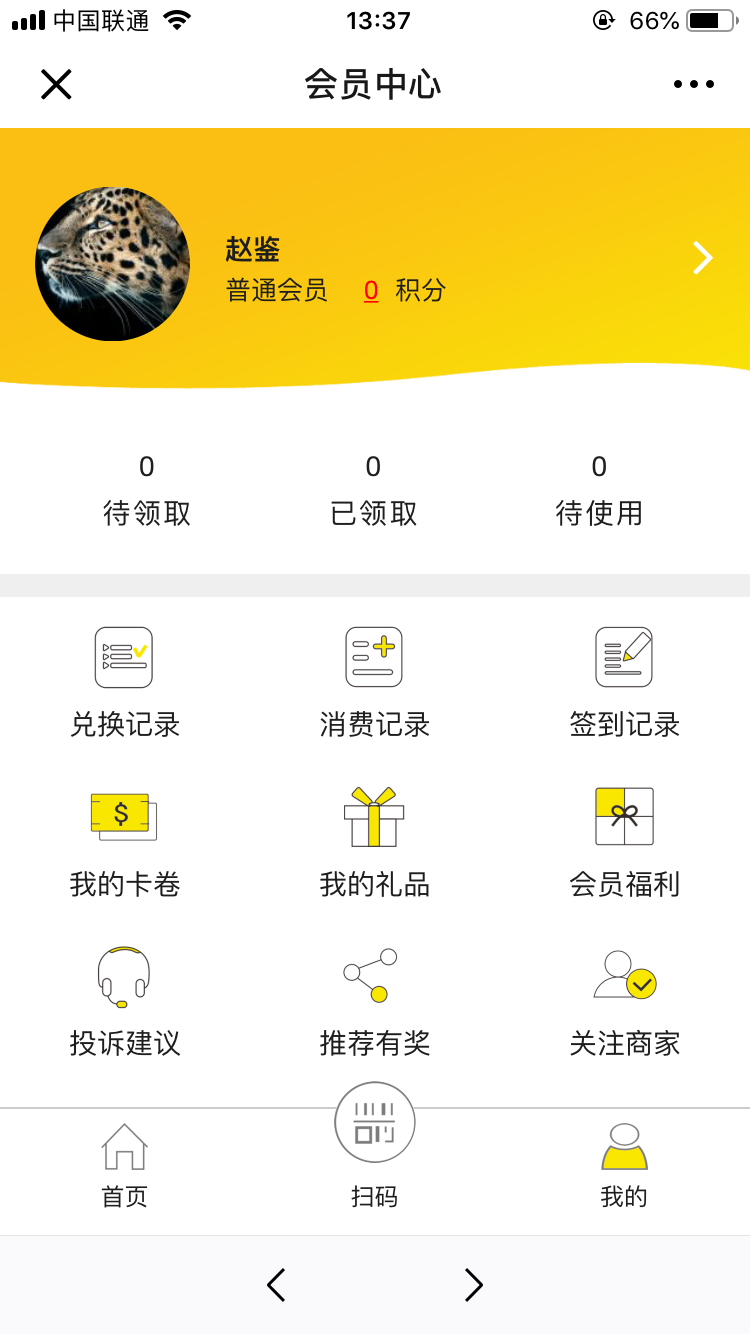 中国联通 13:37 66%
会员中心
赵鉴
普通会员 0 积分
0 0 0
待领取 已领取 待使用
兑换记录 消费记录 签到记录
$
我的卡卷 我的礼品 会员福利
投诉建议 推荐有奖 关注商家
首页 扫码 我的